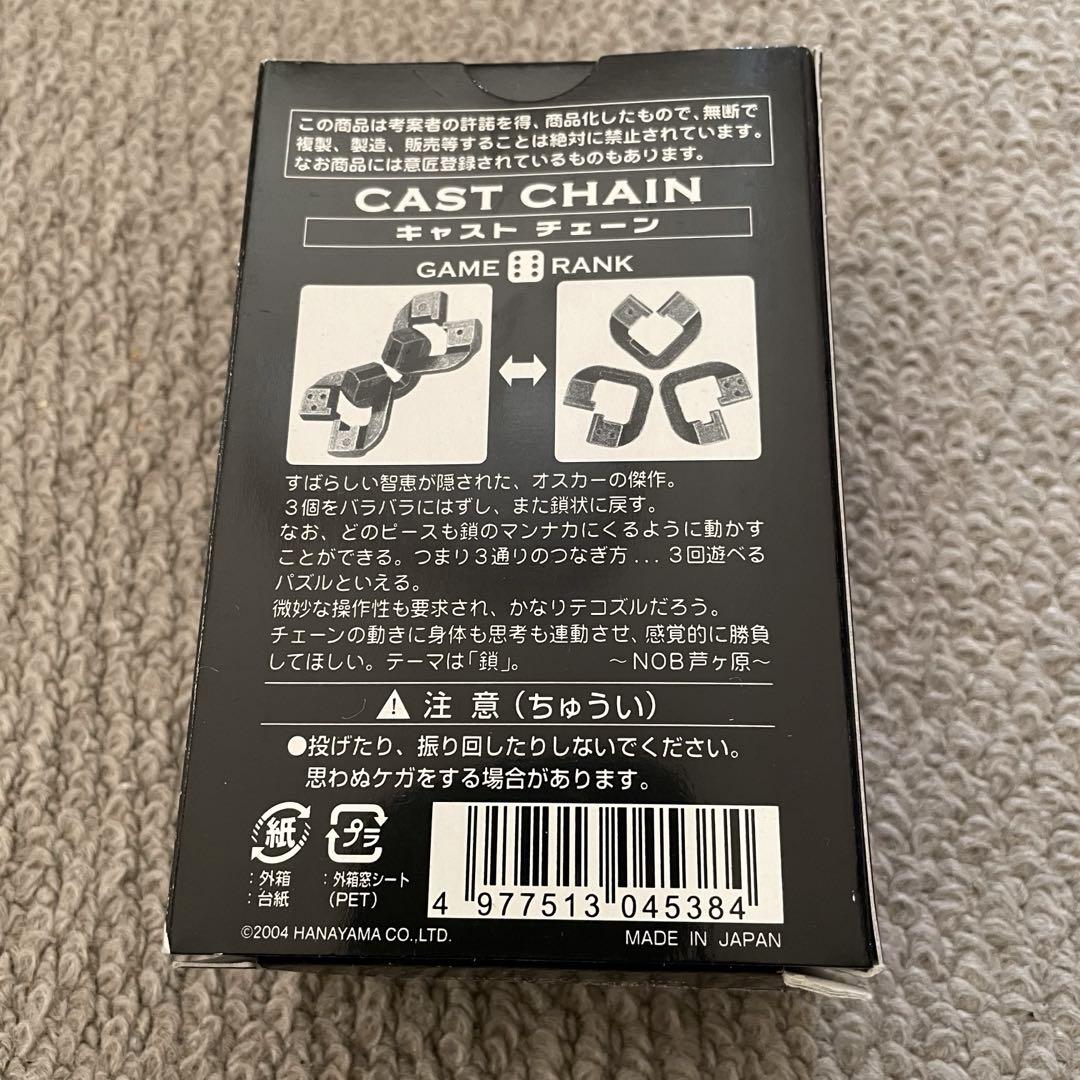 この商品は考案者の許諾を得、商品化したもので、無断で
複製、製造、販売等することは絶対に禁止されています。
なお商品には意匠登録されているものもあります。
CAST CHAIN
キャスト チェーン
GAME RANK
すばらしい智恵が隠された、オスカーの傑作。
3個をバラバラにはずし、また鎖状に戻す。
なお、どのピースも鎖のマンナカにくるように動かす
ことができる。つまり3通りのつなぎ方...3回遊べる
パズルといえる。
微妙な操作性も要求され、かなりテコズルだろう。
チェーンの動きに身体も思考も連動させ、感覚的に勝負
してほしい。テーマは「鎖」。 〜NOB芦ヶ原〜
注 意(ちゅうい)
●投げたり、振り回したりしないでください。
思わぬケガをする場合があります。
紙 プラ
:外箱 :外箱窓シート
:台紙 (PET)
4 977513 045384
©2004 HANAYAMA CO.,LTD. MADE IN JAPAN